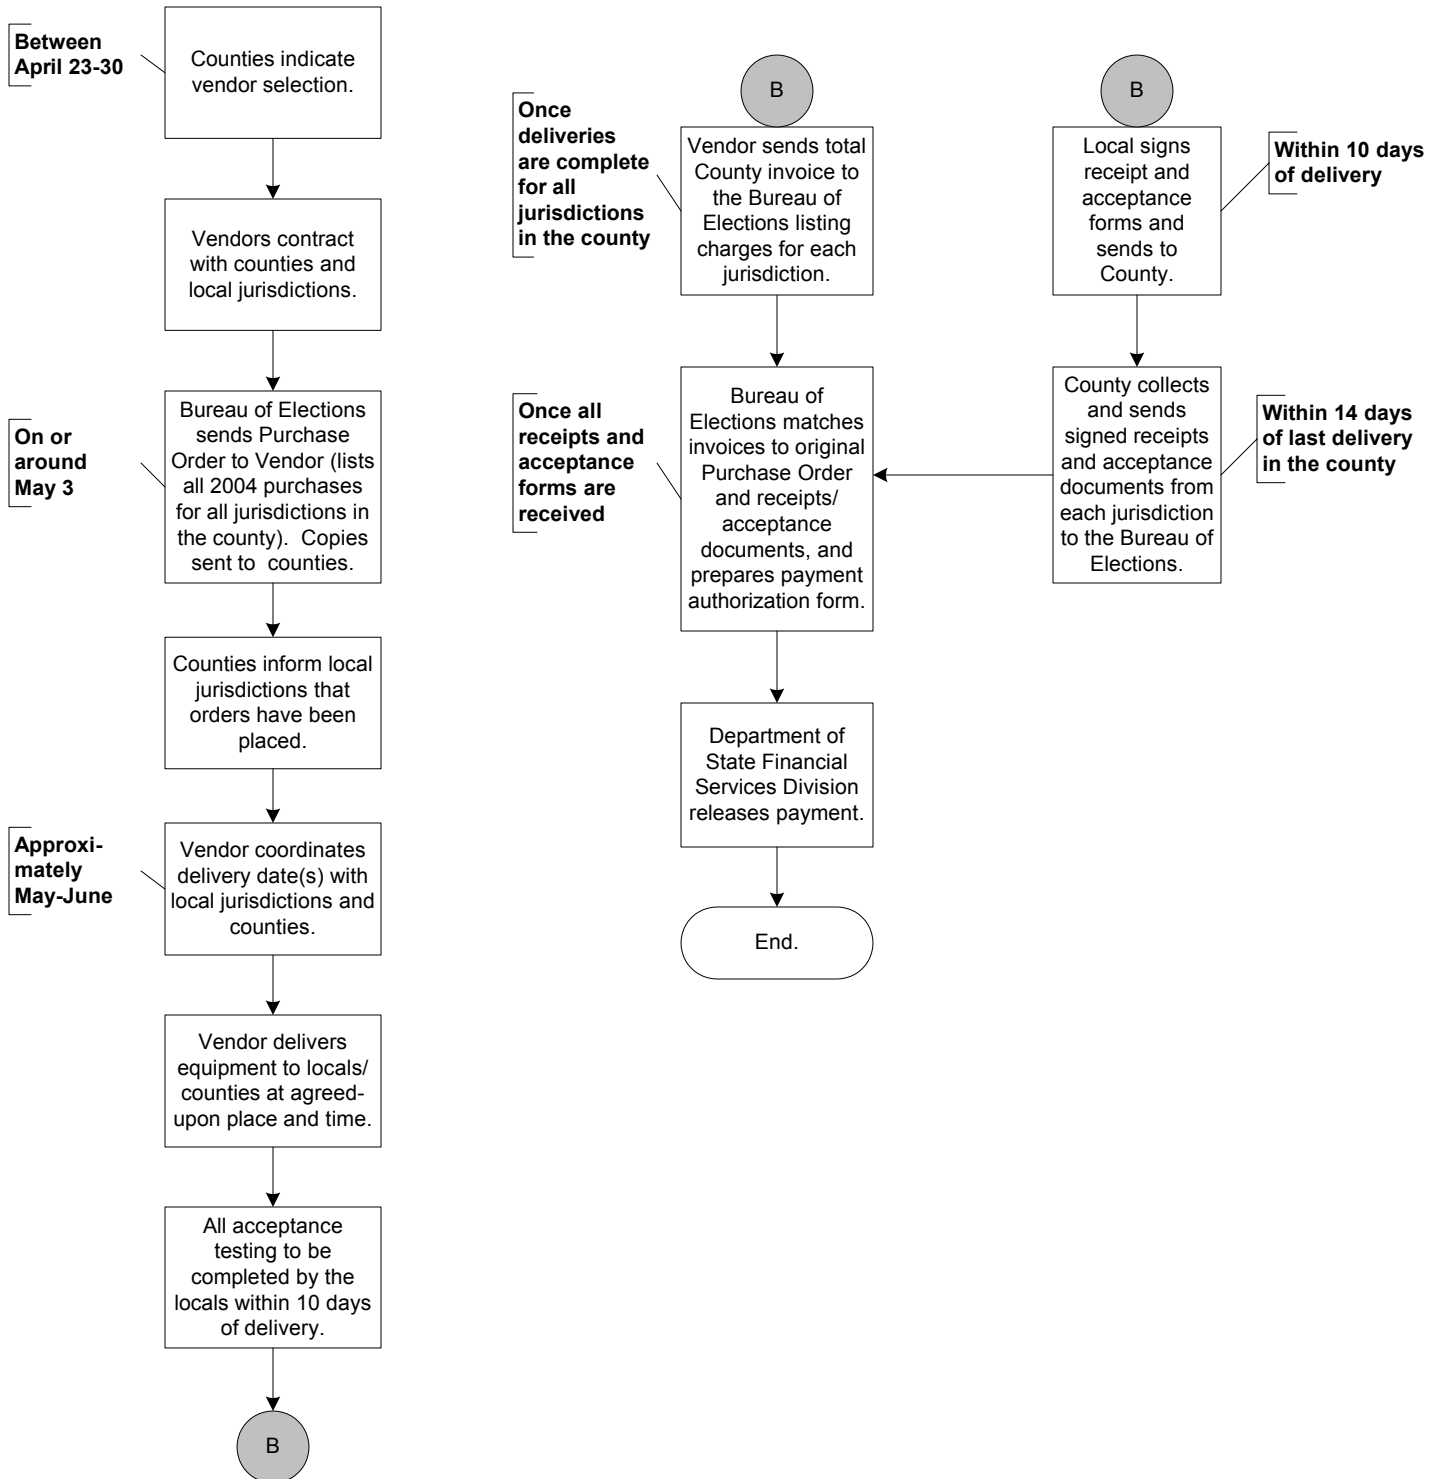 Between
April 23-30
Counties indicate
vendor selection.
Vendors contract
with counties and
local jurisdictions.
On or
around
May 3
Bureau of Elections
sends Purchase
Order to Vendor (lists
all 2004 purchases
for all jurisdictions in
the county).  Copies
sent to  counties.
Counties inform local
jurisdictions that
orders have been
placed.
Approxi-
mately
May-June
Vendor coordinates
delivery date(s) with
local jurisdictions and
counties.
Vendor delivers
equipment to locals/
counties at agreed-
upon place and time.
All acceptance
testing to be
completed by the
locals within 10 days
of delivery.
B
B
Once
deliveries
are complete
for all
jurisdictions
in the county
Vendor sends total
County invoice to
the Bureau of
Elections listing
charges for each
jurisdiction.
Once all
receipts and
acceptance
forms are
received
Bureau of
Elections matches
invoices to original
Purchase Order
and receipts/
acceptance
documents, and
prepares payment
authorization form.
Department of
State Financial
Services Division
releases payment.
End.
B
Local signs
receipt and
acceptance
forms and
sends to
County.
Within 10 days
of delivery
County collects
and sends
signed receipts
and acceptance
documents from
each jurisdiction
to the Bureau of
Elections.
Within 14 days
of last delivery
in the county